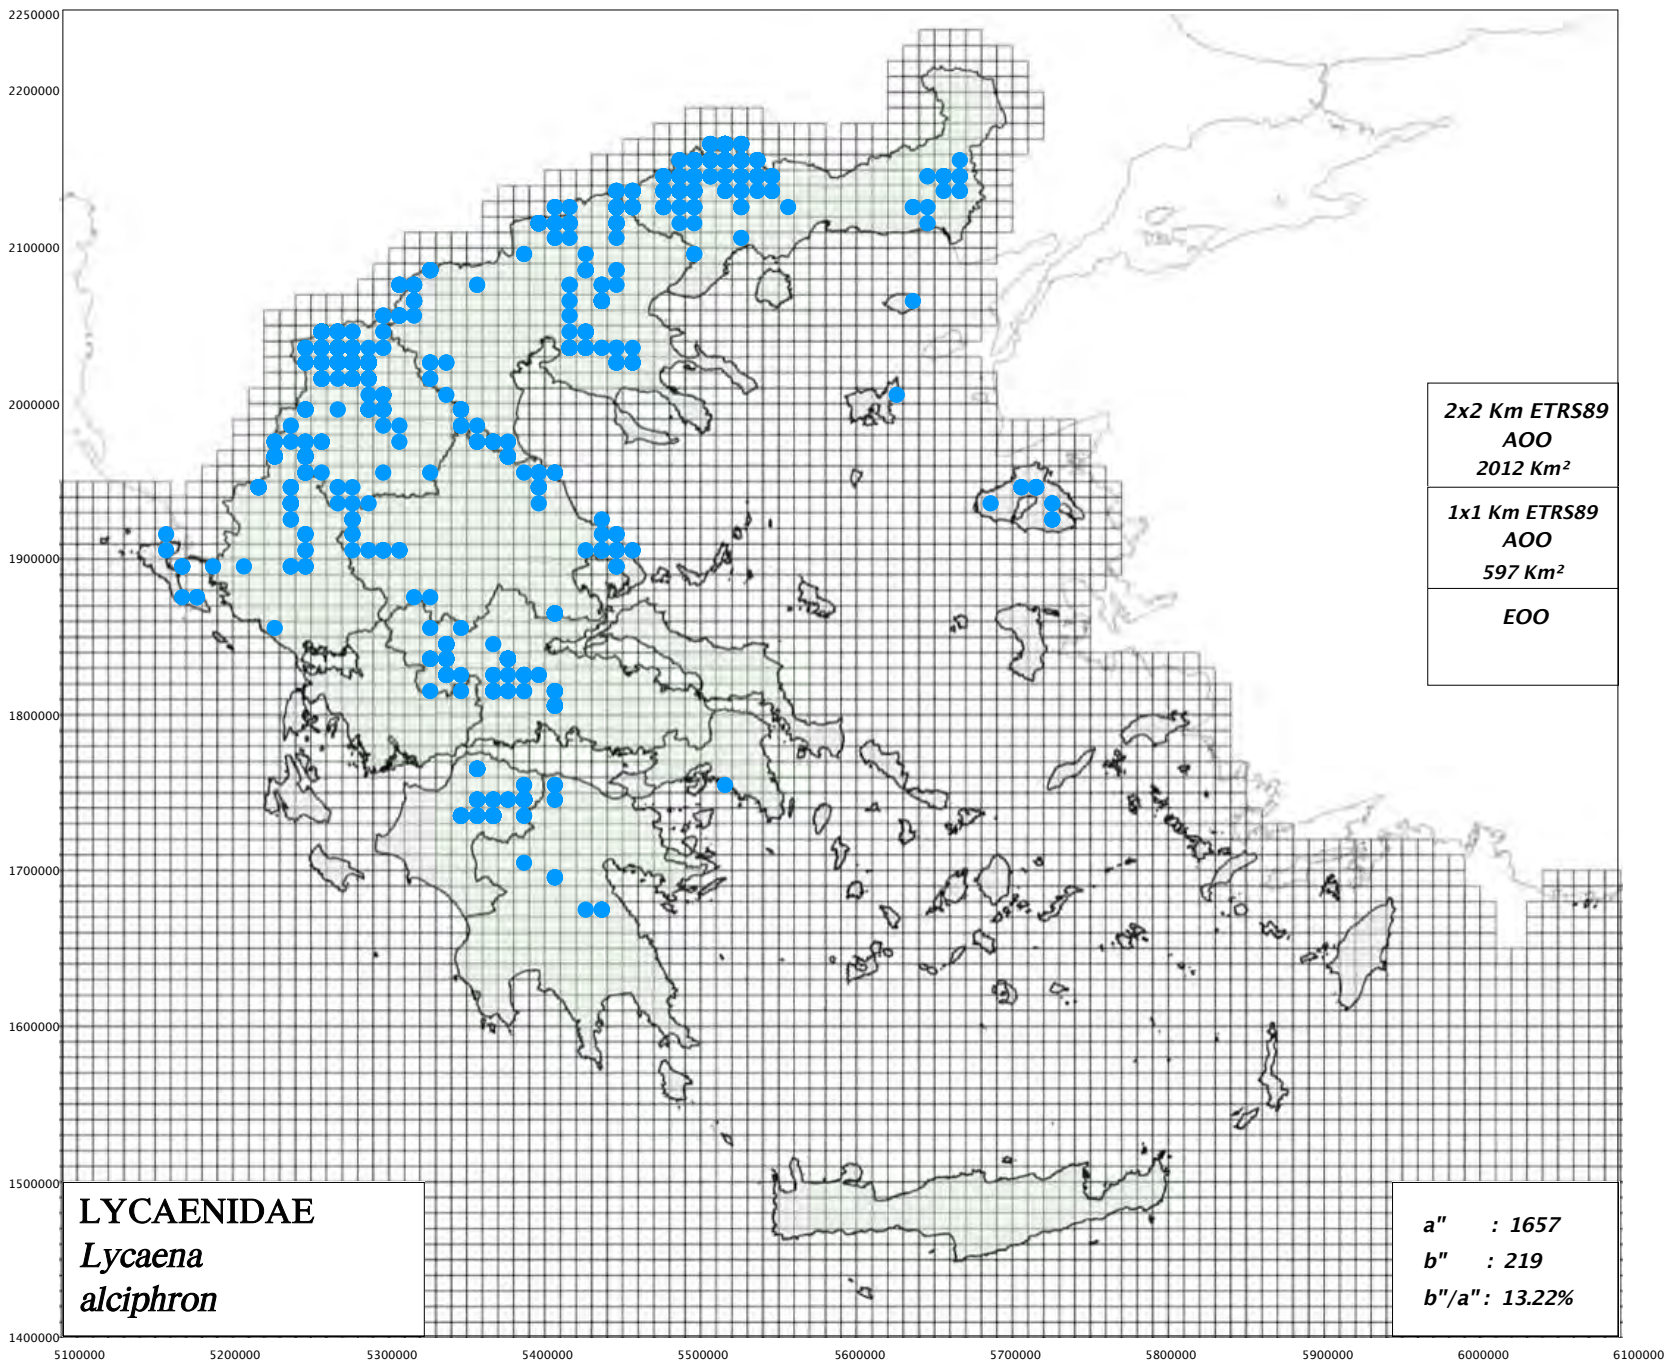 2250000
2200000
2100000
2000000
1900000
1800000
1700000
1600000
1500000
1400000
2x2 Km ETRS89
AOO
2012 Km²
1x1 Km ETRS89
AOO
597 Km²
EOO
LYCAENIDAE
Lycaena
alciphron
a" : 1657
b" : 219
b"/a" : 13.22%
5100000 5200000 5300000 5400000 5500000 5600000 5700000 5800000 5900000 6000000 6100000